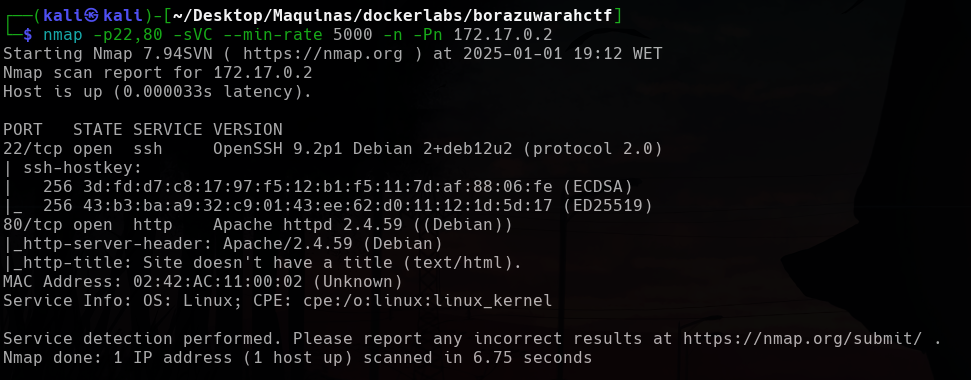 ┌──(kali㉿kali)-[~/Desktop/Maquinas/dockerlabs/borazuwarahctf]
└─$ nmap -p22,80 -sVC --min-rate 5000 -n -Pn 172.17.0.2
Starting Nmap 7.94SVN ( https://nmap.org ) at 2025-01-01 19:12 WET
Nmap scan report for 172.17.0.2
Host is up (0.000033s latency).

PORT   STATE SERVICE VERSION
22/tcp open  ssh     OpenSSH 9.2p1 Debian 2+deb12u2 (protocol 2.0)
| ssh-hostkey:
|   256 3d:fd:d7:c8:17:97:f5:12:b1:f5:11:7d:af:88:06:fe (ECDSA)
|_  256 43:b3:ba:a9:32:c9:01:43:ee:62:d0:11:12:1d:5d:17 (ED25519)
80/tcp open  http    Apache httpd 2.4.59 ((Debian))
|_http-server-header: Apache/2.4.59 (Debian)
|_http-title: Site doesn't have a title (text/html).
MAC Address: 02:42:AC:11:00:02 (Unknown)
Service Info: OS: Linux; CPE: cpe:/o:linux:linux_kernel

Service detection performed. Please report any incorrect results at https://nmap.org/submit/ .
Nmap done: 1 IP address (1 host up) scanned in 6.75 seconds